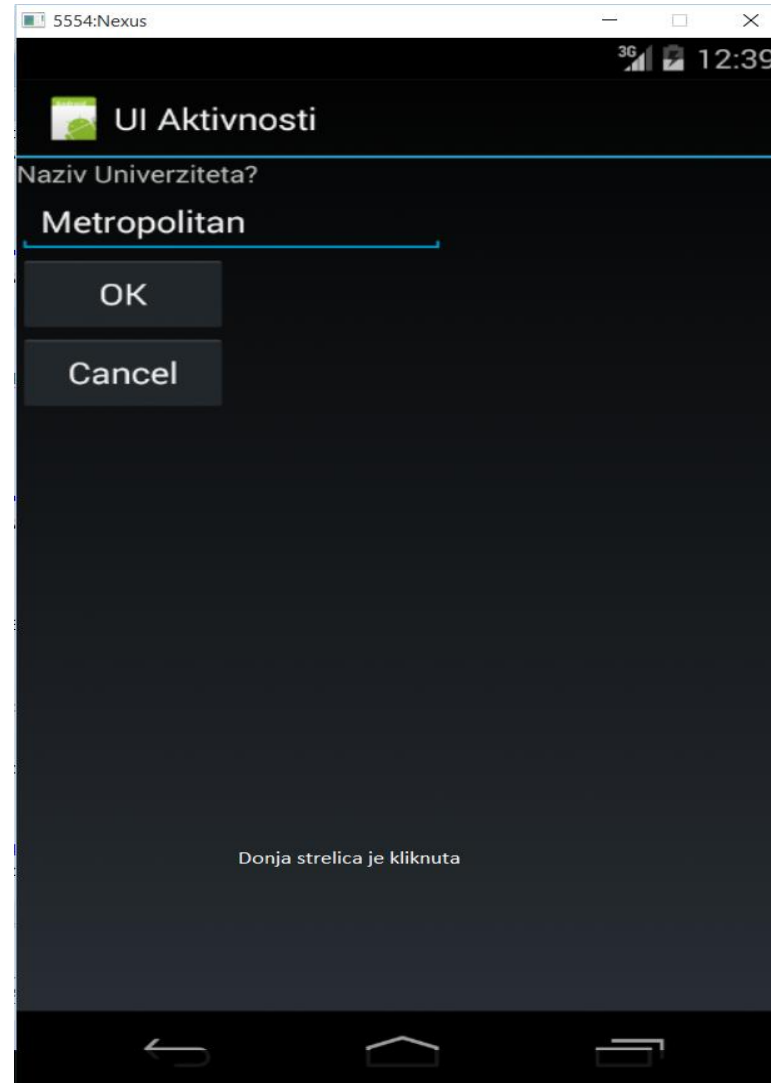 5554:Nexus
3G 12:39
UI Aktivnosti
Naziv Univerziteta?
Metropolitan
OK
Cancel
Donja strelica je kliknuta